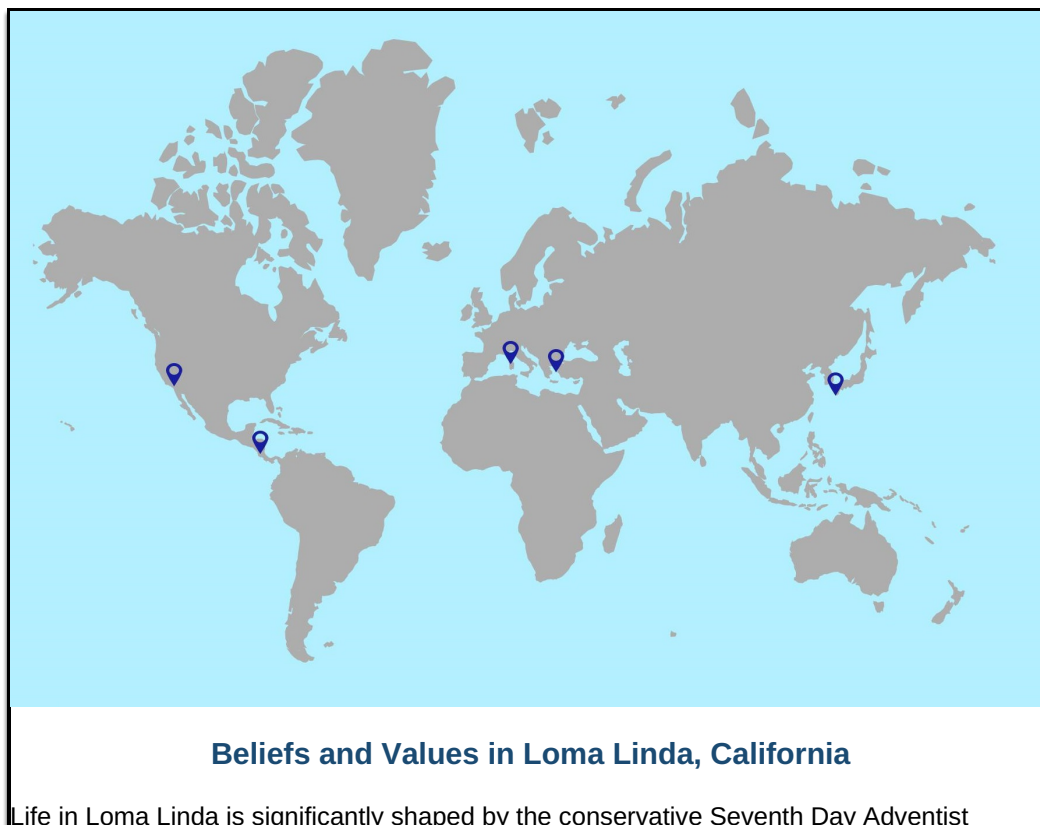 Beliefs and Values in Loma Linda, California
Life in Loma Linda is significantly shaped by the conservative Seventh Day Adventist